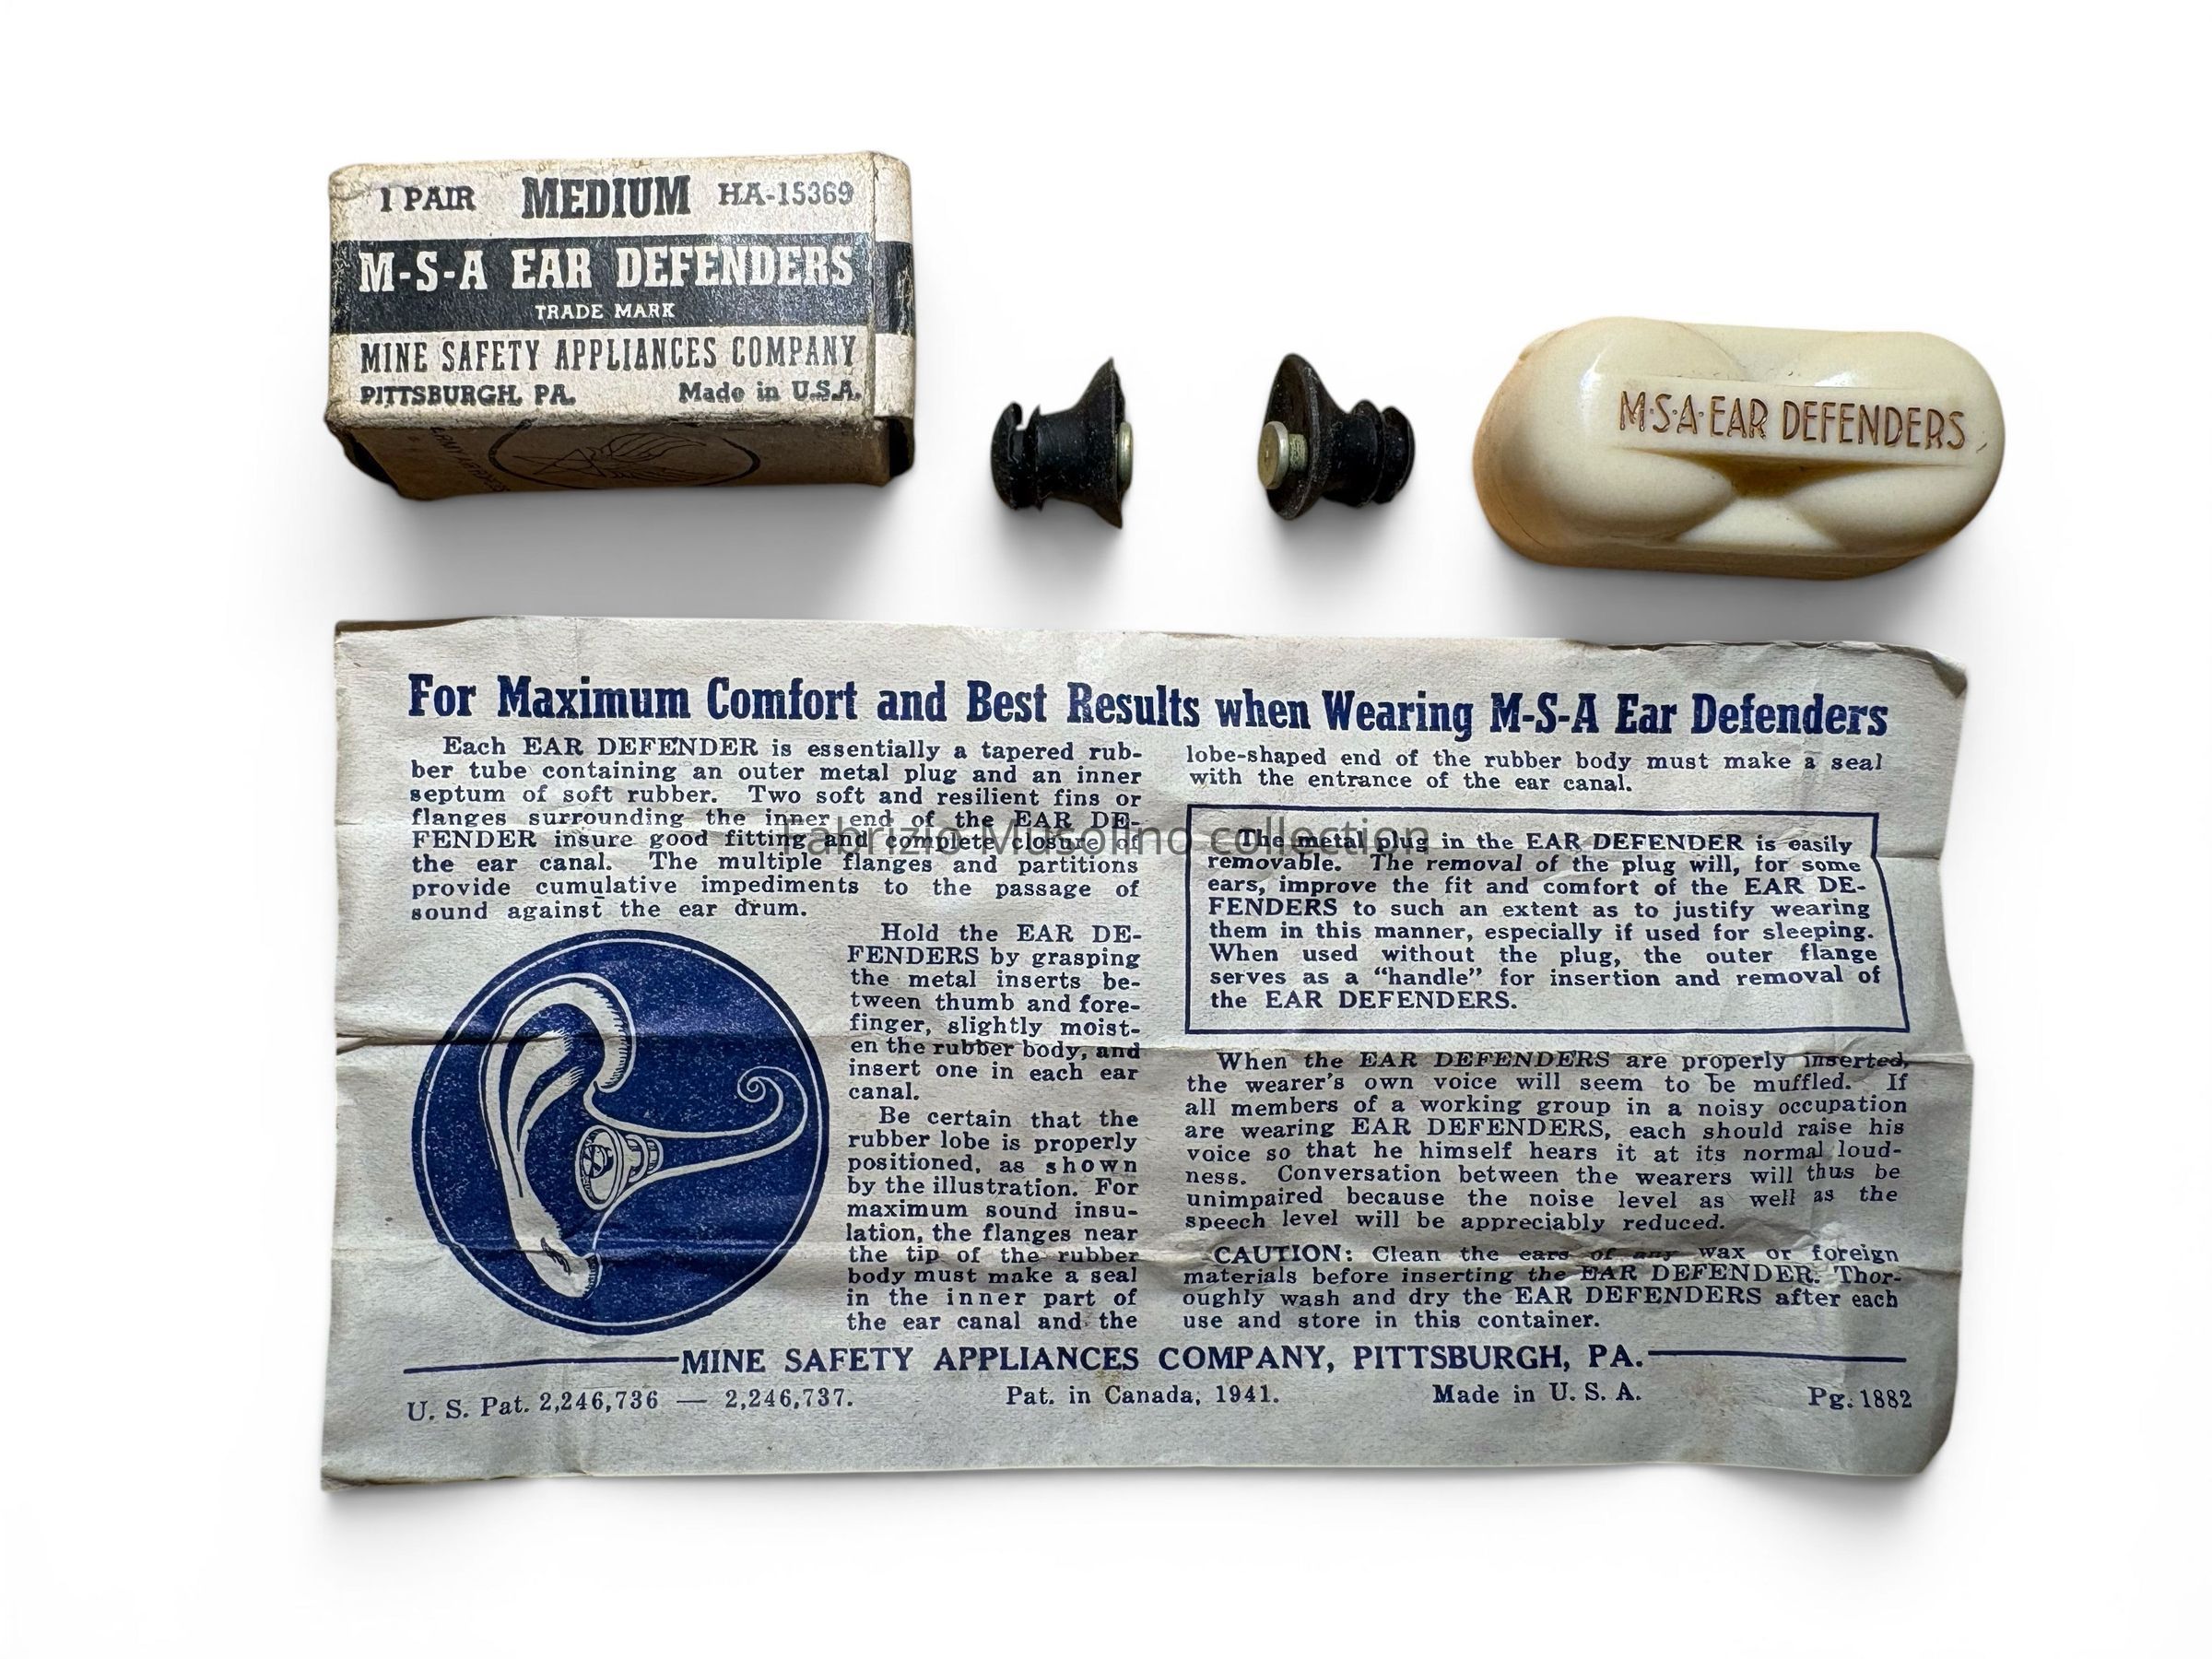 1 PAIR MEDIUM HA-15369
M-S-A EAR DEFENDERS
TRADE MARK
MINE SAFETY APPLIANCES COMPANY
PITTSBURGH, PA. Made in U.S.A.
M·S·A· EAR DEFENDERS
For Maximum Comfort and Best Results when Wearing M-S-A Ear Defenders
Each EAR DEFENDER is essentially a tapered rub-
ber tube containing an outer metal plug and an inner
septum of soft rubber. Two soft and resilient fins or
flanges surrounding the inner end of the EAR DE-
FENDER insure good fitting and complete closure of
the ear canal. The multiple flanges and partitions
provide cumulative impediments to the passage of
sound against the ear drum.
Hold the EAR DE-
FENDERS by grasping
the metal inserts be-
tween thumb and fore-
finger, slightly moist-
en the rubber body, and
insert one in each ear
canal.
Be certain that the
rubber lobe is properly
positioned, as shown
by the illustration. For
maximum sound insu-
lation, the flanges near
the tip of the rubber
body must make a seal
in the inner part of
the ear canal and the
lobe-shaped end of the rubber body must make a seal
with the entrance of the ear canal.
The metal plug in the EAR DEFENDER is easily
removable. The removal of the plug will, for some
ears, improve the fit and comfort of the EAR DE-
FENDERS to such an extent as to justify wearing
them in this manner, especially if used for sleeping.
When used without the plug, the outer flange
serves as a “handle” for insertion and removal of
the EAR DEFENDERS.
When the EAR DEFENDERS are properly inserted,
the wearer's own voice will seem to be muffled. If
all members of a working group in a noisy occupation
are wearing EAR DEFENDERS, each should raise his
voice so that he himself hears it at its normal loud-
ness. Conversation between the wearers will thus be
unimpaired because the noise level as well as the
speech level will be appreciably reduced.
CAUTION: Clean the ears of any wax or foreign
materials before inserting the EAR DEFENDER. Thor-
oughly wash and dry the EAR DEFENDERS after each
use and store in this container.
MINE SAFETY APPLIANCES COMPANY, PITTSBURGH, PA.
U. S. Pat. 2,246,736 — 2,246,737. Pat. in Canada, 1941. Made in U. S. A. Pg. 1882
Fabrizio Musolino collection